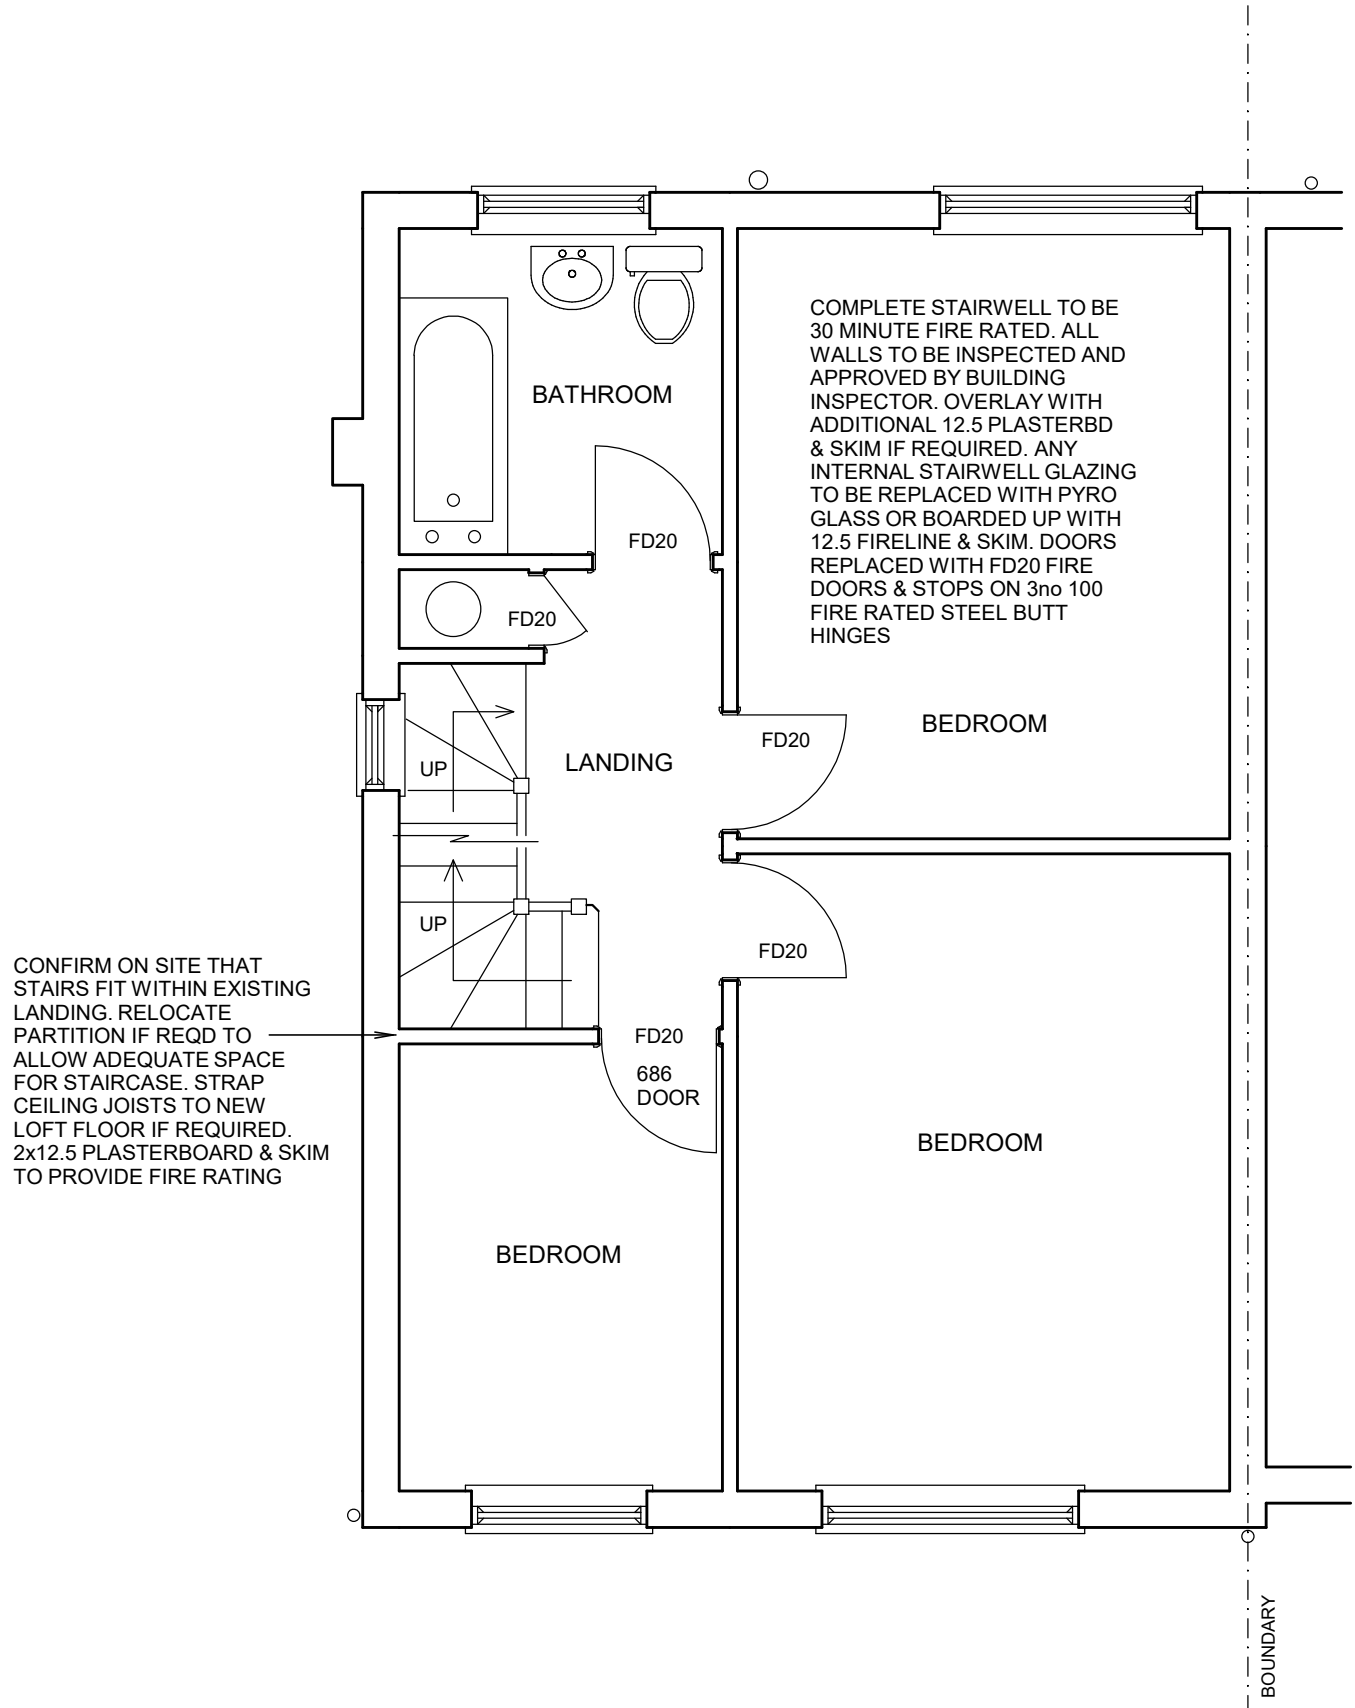 COMPLETE STAIRWELL TO BE
30 MINUTE FIRE RATED. ALL
WALLS TO BE INSPECTED AND
APPROVED BY BUILDING
INSPECTOR. OVERLAY WITH
ADDITIONAL 12.5 PLASTERBD
& SKIM IF REQUIRED. ANY
INTERNAL STAIRWELL GLAZING
TO BE REPLACED WITH PYRO
GLASS OR BOARDED UP WITH
12.5 FIRELINE & SKIM. DOORS
REPLACED WITH FD20 FIRE
DOORS & STOPS ON 3no 100
FIRE RATED STEEL BUTT
HINGES
BATHROOM
FD20
FD20
BEDROOM
FD20
LANDING
UP
UP
FD20
CONFIRM ON SITE THAT
STAIRS FIT WITHIN EXISTING
LANDING. RELOCATE
PARTITION IF REQD TO
ALLOW ADEQUATE SPACE
FOR STAIRCASE. STRAP
CEILING JOISTS TO NEW
LOFT FLOOR IF REQUIRED.
2x12.5 PLASTERBOARD & SKIM
TO PROVIDE FIRE RATING
FD20
686
DOOR
BEDROOM
BEDROOM
BOUNDARY